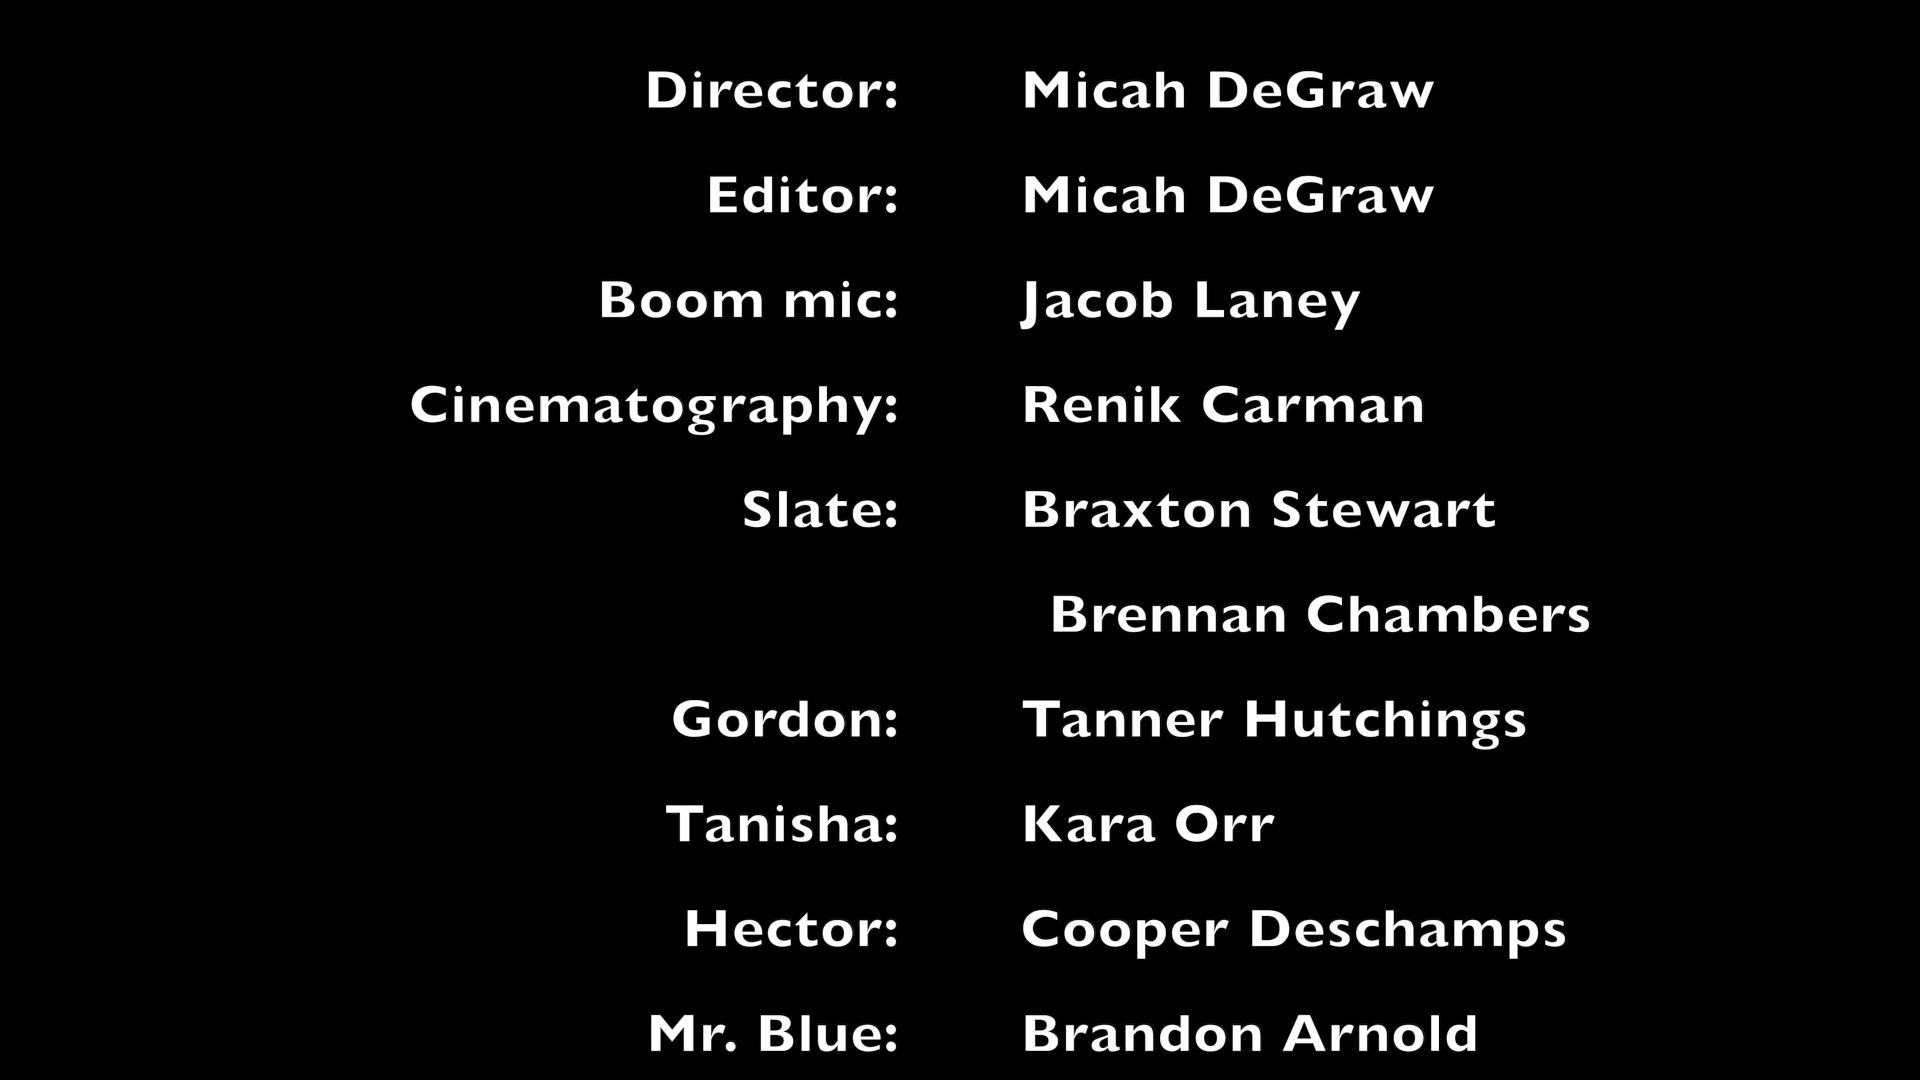 Director: Micah DeGraw
Editor: Micah DeGraw
Boom mic: Jacob Laney
Cinematography: Renik Carman
Slate: Braxton Stewart
Brennan Chambers
Gordon: Tanner Hutchings
Tanisha: Kara Orr
Hector: Cooper Deschamps
Mr. Blue: Brandon Arnold